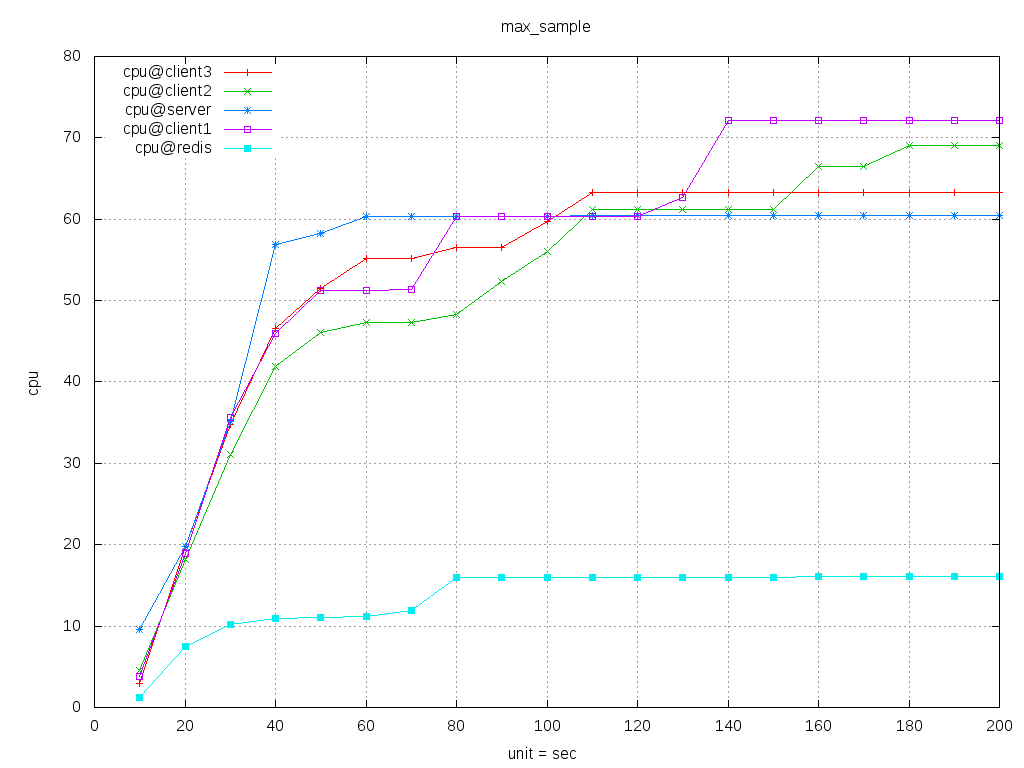 max_sample
80
70
60
50
40
30
20
10
0
cpu@client3
cpu@client2
cpu@server
cpu@client1
cpu@redis
cpu
0 20 40 60 80 100 120 140 160 180 200
unit = sec